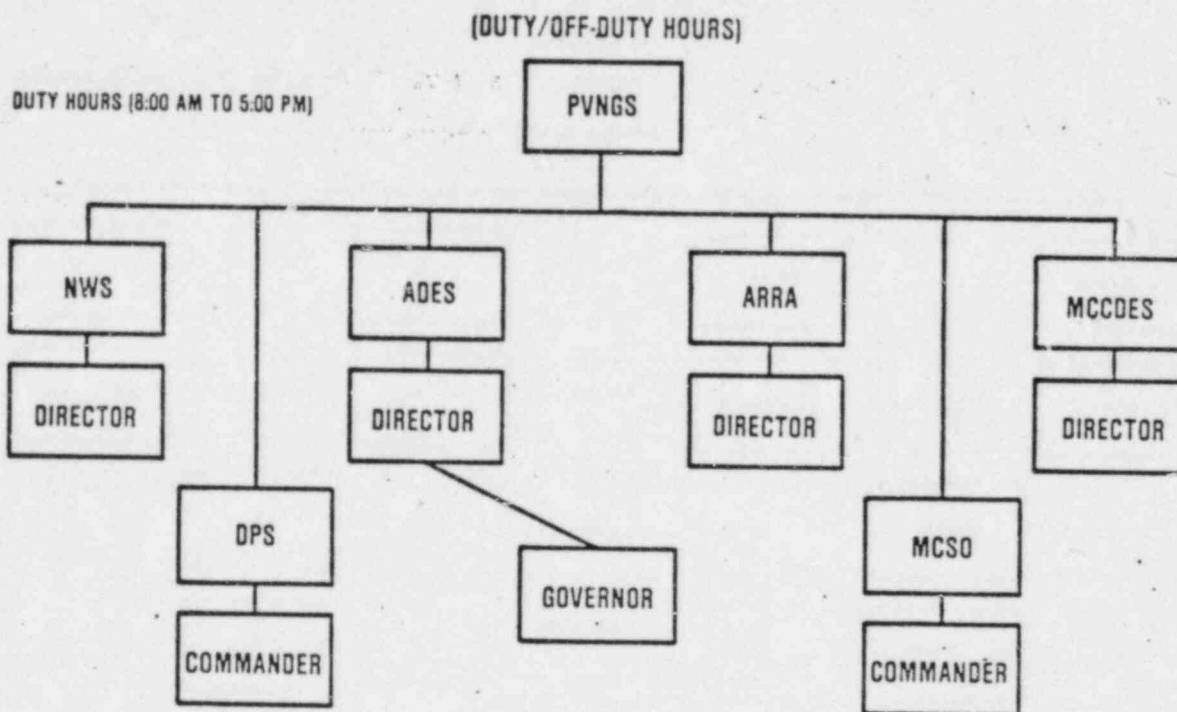 (DUTY/OFF-DUTY HOURS)
DUTY HOURS (8:00 AM TO 5:00 PM)
PVNGS
NWS
ADES
ARRA
MCCDES
DIRECTOR
DIRECTOR
DIRECTOR
DIRECTOR
DPS
MCSO
GOVERNOR
COMMANDER
COMMANDER